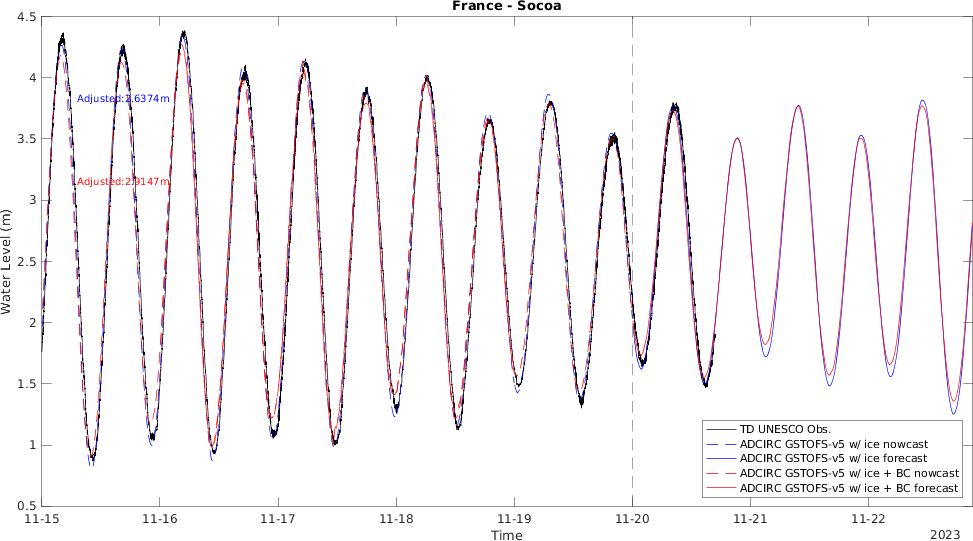 France - Socoa
4.5
4
3.5
3
2.5
2
1.5
1
0.5
Water Level (m)
Adjusted:2.6374m
Adjusted:2.9147m
TD UNESCO Obs.
ADCIRC GSTOFS-v5 w/ ice nowcast
ADCIRC GSTOFS-v5 w/ ice forecast
ADCIRC GSTOFS-v5 w/ ice + BC nowcast
ADCIRC GSTOFS-v5 w/ ice + BC forecast
11-15 11-16 11-17 11-18 11-19 11-20 11-21 11-22
Time
2023